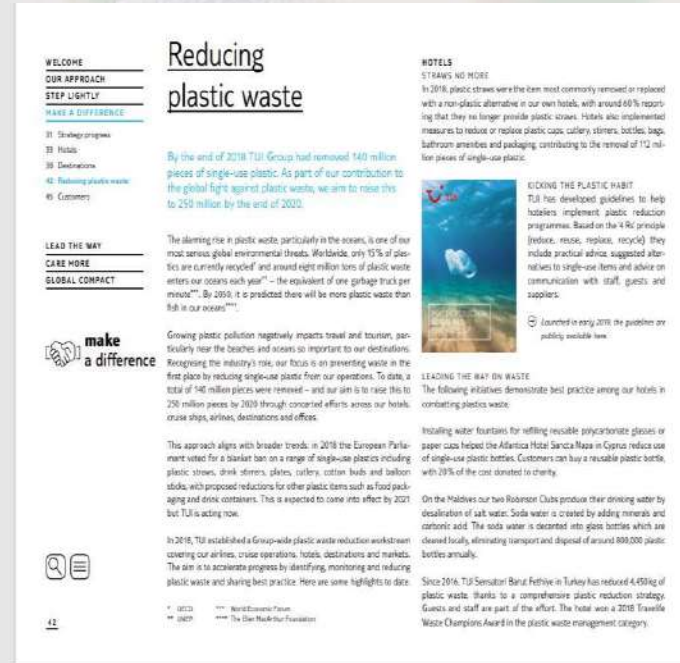 WELCOME
OUR APPROACH
STEP LIGHTLY
MAKE A DIFFERENCE
31 Strategy progress
33 Hotels
38 Destinations
42 Reducing plastic waste
45 Customers
LEAD THE WAY
CARE MORE
GLOBAL COMPACT
make
a difference
42
Reducing
plastic waste
By the end of 2018 TUI Group had removed 140 million
pieces of single-use plastic. As part of our contribution to
the global fight against plastic waste, we aim to raise this
to 250 million by the end of 2020.
The alarming rise in plastic waste, particularly in the oceans, is one of our
most serious global environmental threats. Worldwide, only 15% of plas-
tics are currently recycled* and around eight million tons of plastic waste
enters our oceans each year** – the equivalent of one garbage truck per
minute***. By 2050, it is predicted there will be more plastic waste than
fish in our oceans****.
Growing plastic pollution negatively impacts travel and tourism, par-
ticularly near the beaches and oceans so important to our destinations.
Recognising the industry's role, our focus is on preventing waste in the
first place by reducing single-use plastic from our operations. To date, a
total of 140 million pieces were removed – and our aim is to raise this to
250 million pieces by 2020 through concerted efforts across our hotels,
cruise ships, airlines, destinations and offices.
This approach aligns with broader trends: in 2018 the European Parlia-
ment voted for a blanket ban on a range of single-use plastics including
plastic straws, drink stirrers, plates, cutlery, cotton buds and balloon
sticks, with proposed reductions for other plastic items such as food pack-
aging and drink containers. This is expected to come into effect by 2021
but TUI is acting now.
In 2018, TUI established a Group-wide plastic waste reduction workstream
covering our airlines, cruise operations, hotels, destinations and markets.
The aim is to accelerate progress by identifying, monitoring and reducing
plastic waste and sharing best practice. Here are some highlights to date.
* OECD *** World Economic Forum
** UNEP **** The Ellen MacArthur Foundation
HOTELS
STRAWS NO MORE
In 2018, plastic straws were the item most commonly removed or replaced
with a non-plastic alternative in our own hotels, with around 60% report-
ing that they no longer provide plastic straws. Hotels also implemented
measures to reduce or replace plastic cups, cutlery, stirrers, bottles, bags,
bathroom amenities and packaging, contributing to the removal of 112 mil-
lion pieces of single-use plastic.
KICKING THE PLASTIC HABIT
TUI has developed guidelines to help
hoteliers implement plastic reduction
programmes. Based on the '4 Rs' principle
(reduce, reuse, replace, recycle) they
include practical advice, suggested alter-
natives to single-use items and advice on
communication with staff, guests and
suppliers.
Launched in early 2019, the guidelines are
publicly available here.
LEADING THE WAY ON WASTE
The following initiatives demonstrate best practice among our hotels in
combatting plastics waste.
Installing water fountains for refilling reusable polycarbonate glasses or
paper cups helped the Atlantica Hotel Sancta Napa in Cyprus reduce use
of single-use plastic bottles. Customers can buy a reusable plastic bottle,
with 20% of the cost donated to charity.
On the Maldives our two Robinson Clubs produce their drinking water by
desalination of salt water. Soda water is created by adding minerals and
carbonic acid. The soda water is decanted into glass bottles which are
cleaned locally, eliminating transport and disposal of around 800,000 plastic
bottles annually.
Since 2016, TUI Sensatori Barut Fethiye in Turkey has reduced 4,450kg of
plastic waste, thanks to a comprehensive plastic reduction strategy.
Guests and staff are part of the effort. The hotel won a 2018 Travelife
Waste Champions Award in the plastic waste management category.